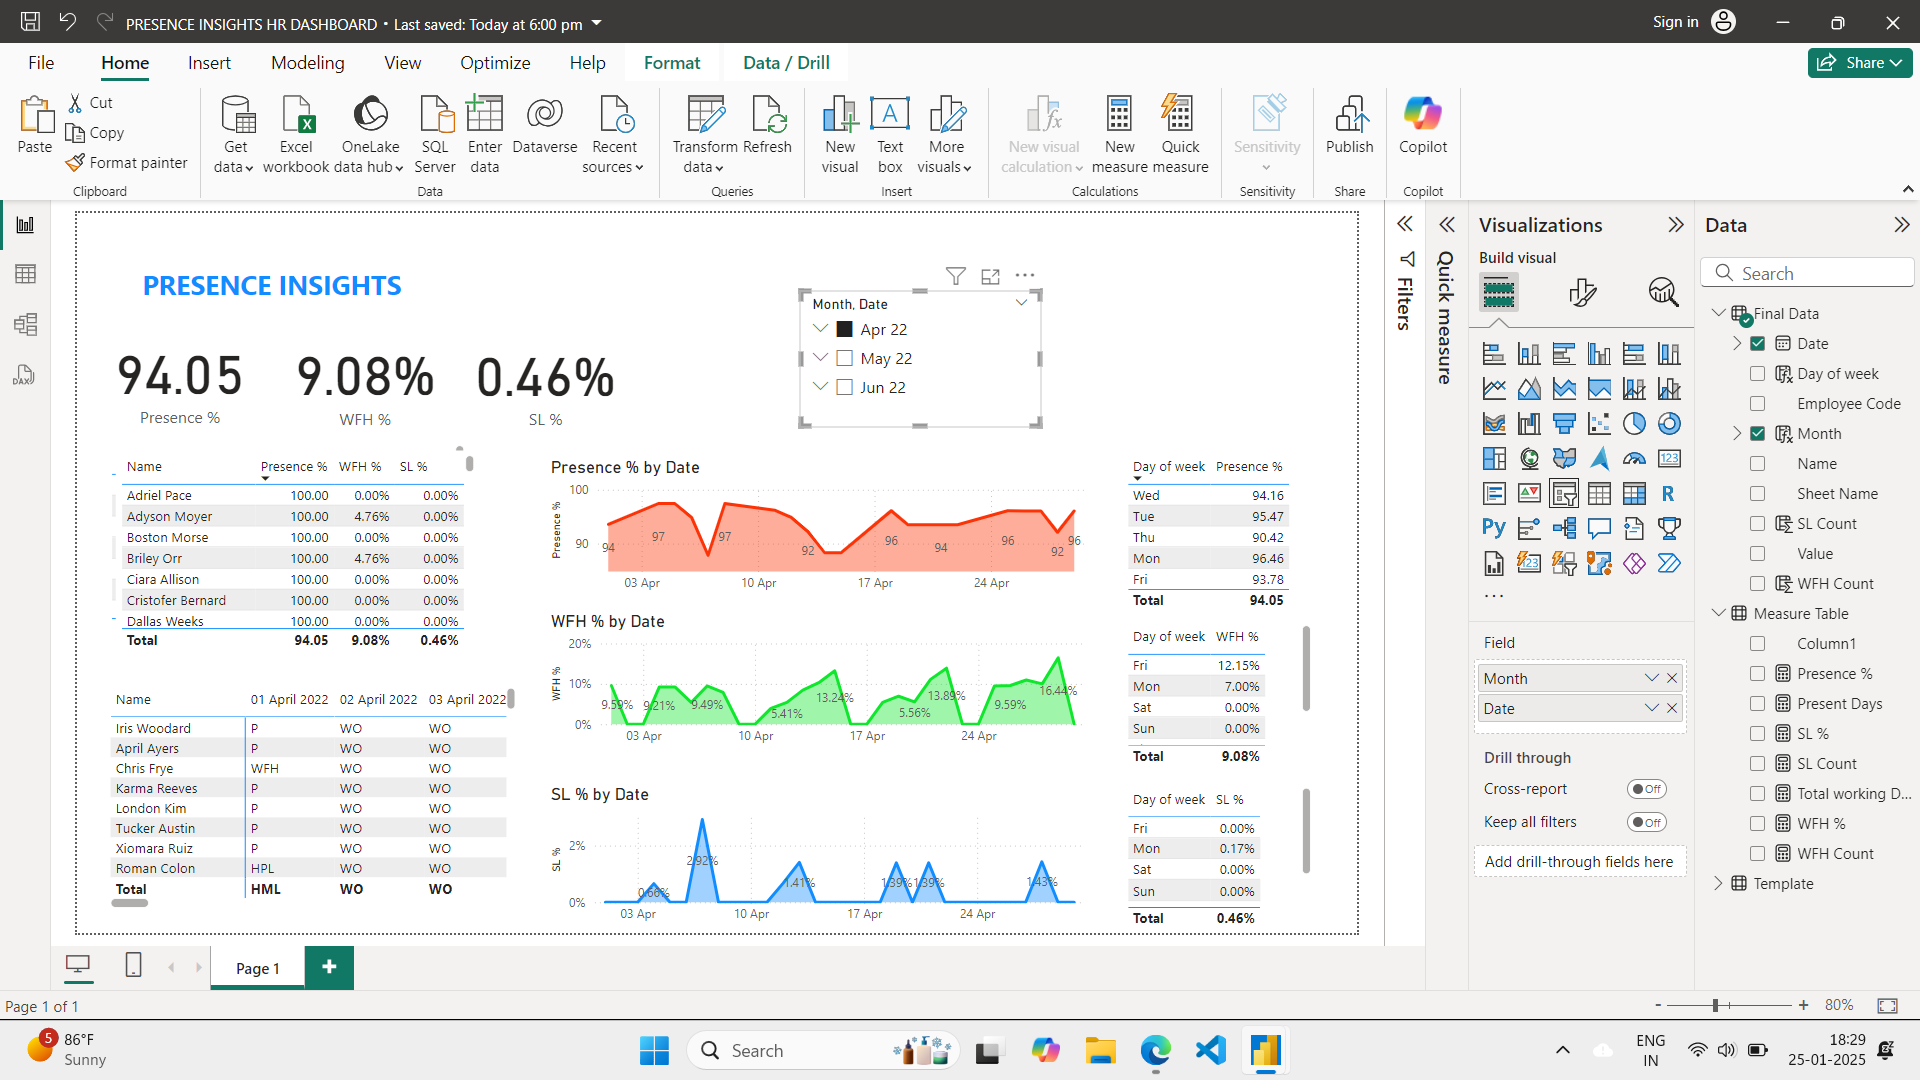 PRESENCE INSIGHTS HR DASHBOARD • Last saved: Today at 6:00 pm
Sign in
File Home Insert Modeling View Optimize Help Format Data / Drill
Share
Paste
Cut
Copy
Format painter
Clipboard
Get data
Excel workbook
OneLake data hub
SQL Server
Enter data
Dataverse
Recent sources
Data
Transform data
Refresh
Queries
New visual
Text box
More visuals
Insert
New visual calculation
New measure
Quick measure
Calculations
Sensitivity
Sensitivity
Publish
Share
Copilot
Copilot
PRESENCE INSIGHTS
94.05
Presence %
9.08%
WFH %
0.46%
SL %
Month, Date
Apr 22
May 22
Jun 22
Name Presence % WFH % SL %
Adriel Pace 100.00 0.00% 0.00%
Adyson Moyer 100.00 4.76% 0.00%
Boston Morse 100.00 0.00% 0.00%
Briley Orr 100.00 4.76% 0.00%
Ciara Allison 100.00 0.00% 0.00%
Cristofer Bernard 100.00 0.00% 0.00%
Dallas Weeks 100.00 0.00% 0.00%
Total 94.05 9.08% 0.46%
Name 01 April 2022 02 April 2022 03 April 2022
Iris Woodard P WO WO
April Ayers P WO WO
Chris Frye WFH WO WO
Karma Reeves P WO WO
London Kim P WO WO
Tucker Austin P WO WO
Xiomara Ruiz P WO WO
Roman Colon HPL WO WO
Total HML WO WO
Presence % by Date
Presence %
100
90
94 97 97 92 96 94 96 92 96
03 Apr 10 Apr 17 Apr 24 Apr
WFH % by Date
WFH %
20%
10%
0%
9.59% 9.21% 9.49% 5.41% 13.24% 5.56% 13.89% 9.59% 16.44%
03 Apr 10 Apr 17 Apr 24 Apr
SL % by Date
SL %
2%
0%
0.66% 2.92% 1.41% 1.39% 1.39% 1.43%
03 Apr 10 Apr 17 Apr 24 Apr
Day of week Presence %
Wed 94.16
Tue 95.47
Thu 90.42
Mon 96.46
Fri 93.78
Total 94.05
Day of week WFH %
Fri 12.15%
Mon 7.00%
Sat 0.00%
Sun 0.00%
Total 9.08%
Day of week SL %
Fri 0.00%
Mon 0.17%
Sat 0.00%
Sun 0.00%
Total 0.46%
Filters
Quick measure
Visualizations
Build visual
R
Py
123
123
...
Field
Month
Date
Drill through
Cross-report Off
Keep all filters Off
Add drill-through fields here
Data
Search
Final Data
Date
Day of week
Employee Code
Month
Name
Sheet Name
SL Count
Value
WFH Count
Measure Table
Column1
Presence %
Present Days
SL %
SL Count
Total working D...
WFH %
WFH Count
Template
DAX
Page 1
+
Page 1 of 1
- + 80%
5
86°F
Sunny
Search
ENG
IN
18:29
25-01-2025